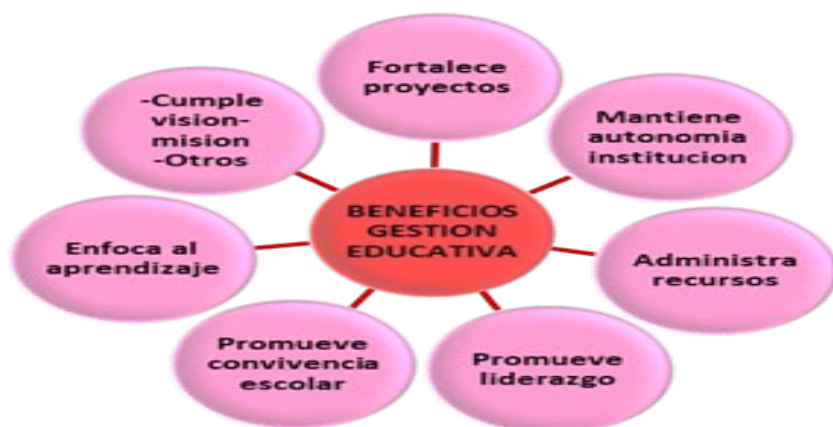 Fortalece
proyectos
Mantiene
autonomia
institucion
Administra
recursos
Promueve
liderazgo
Promueve
convivencia
escolar
Enfoca al
aprendizaje
-Cumple
vision-
mision
-Otros
BENEFICIOS
GESTION
EDUCATIVA